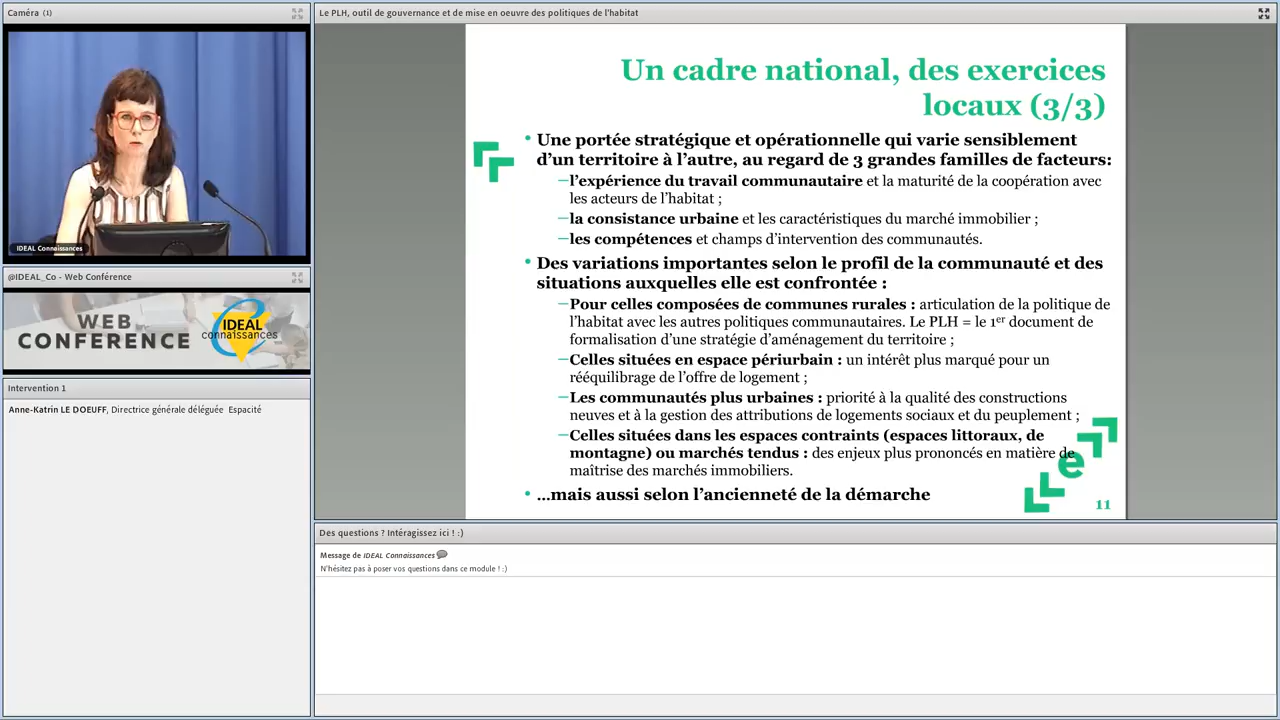 Caméra (1)
IDEAL Connaissances
@IDEAL_Co - Web Conférence
WEB
CONFERENCE
IDEAL
connaissances
Intervention 1
Anne-Katrin LE DOEUFF, Directrice générale déléguée Espacité
Le PLH, outil de gouvernance et de mise en oeuvre des politiques de l'habitat
Un cadre national, des exercices
locaux (3/3)
• Une portée stratégique et opérationnelle qui varie sensiblement
d’un territoire à l’autre, au regard de 3 grandes familles de facteurs:
–l’expérience du travail communautaire et la maturité de la coopération avec
les acteurs de l’habitat ;
–la consistance urbaine et les caractéristiques du marché immobilier ;
–les compétences et champs d’intervention des communautés.
• Des variations importantes selon le profil de la communauté et des
situations auxquelles elle est confrontée :
–Pour celles composées de communes rurales : articulation de la politique de
l’habitat avec les autres politiques communautaires. Le PLH = le 1er document de
formalisation d’une stratégie d’aménagement du territoire ;
–Celles situées en espace périurbain : un intérêt plus marqué pour un
rééquilibrage de l’offre de logement ;
–Les communautés plus urbaines : priorité à la qualité des constructions
neuves et à la gestion des attributions de logements sociaux et du peuplement ;
–Celles situées dans les espaces contraints (espaces littoraux, de
montagne) ou marchés tendus : des enjeux plus prononcés en matière de
maîtrise des marchés immobiliers.
• …mais aussi selon l’ancienneté de la démarche
e
11
Des questions ? Intéragissez ici ! :)
Message de IDEAL Connaissances
N'hésitez pas à poser vos questions dans ce module ! :)